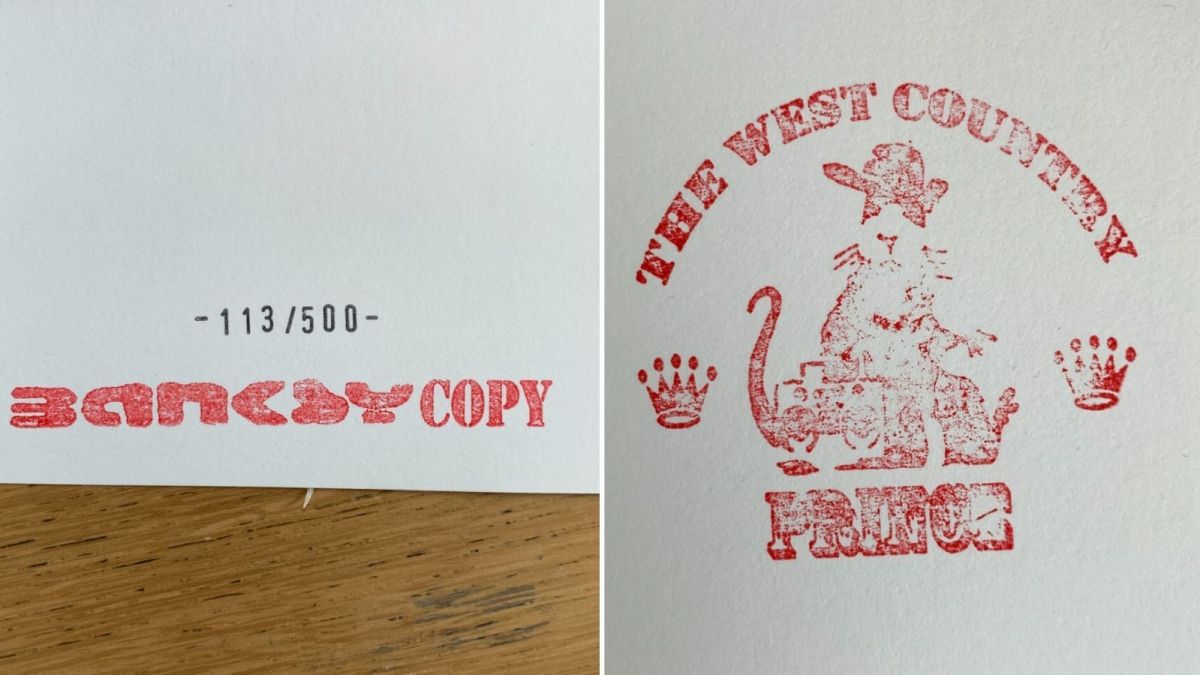 -113/500-
BANKSY COPY
THE WEST COUNTRY
PRINCE